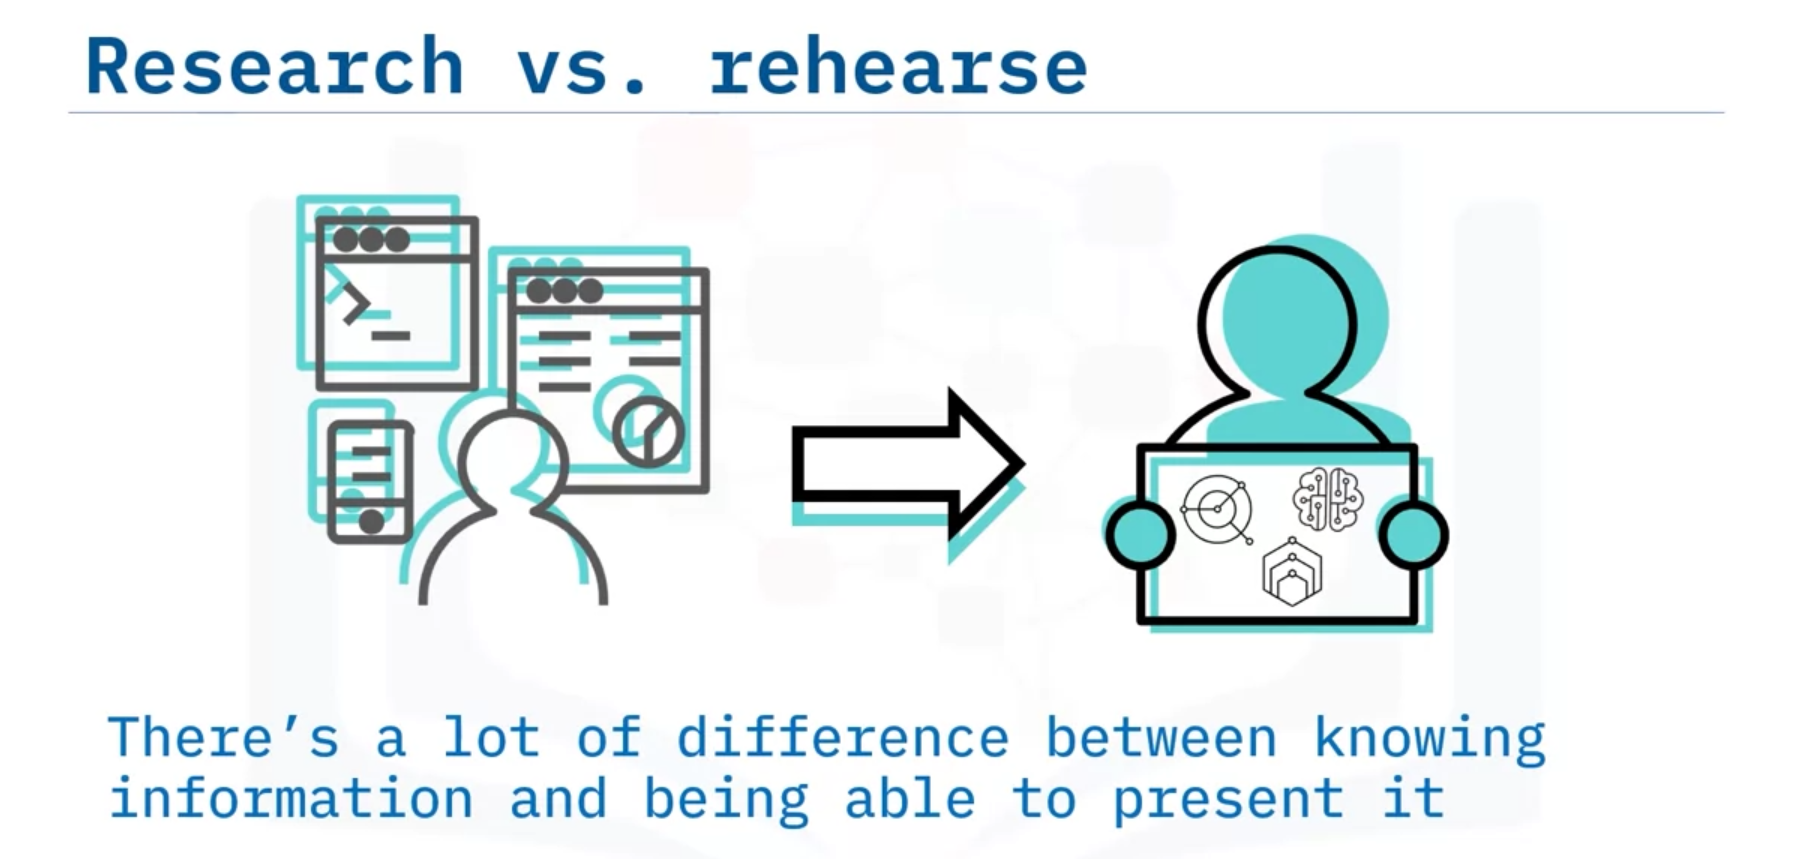 Research vs. rehearse
There’s a lot of difference between knowing
information and being able to present it